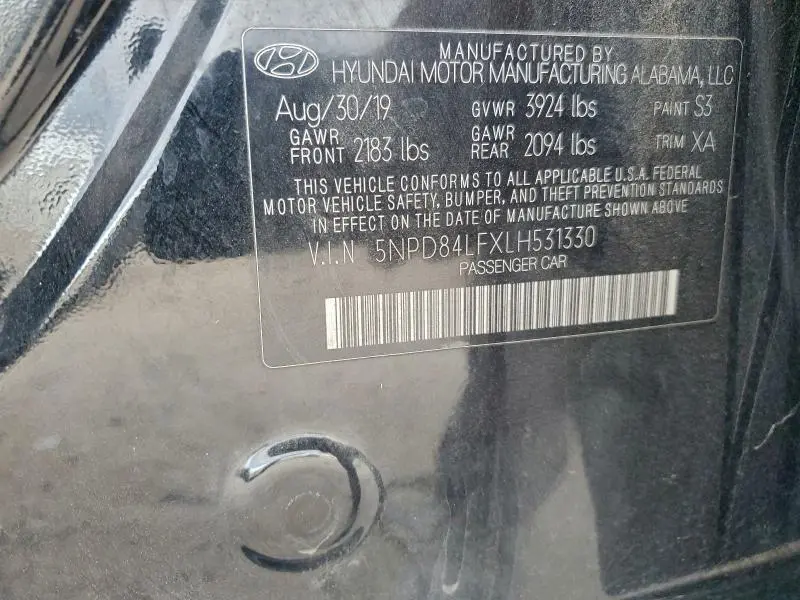 MANUFACTURED BY
HYUNDAI MOTOR MANUFACTURING ALABAMA, LLC
Aug/30/19 GVWR 3924 lbs PAINT S3
GAWR FRONT 2183 lbs GAWR REAR 2094 lbs TRIM XA
THIS VEHICLE CONFORMS TO ALL APPLICABLE U.S.A. FEDERAL
MOTOR VEHICLE SAFETY, BUMPER, AND THEFT PREVENTION STANDARDS
IN EFFECT ON THE DATE OF MANUFACTURE SHOWN ABOVE
V.I.N 5NPD84LFXLH531330
PASSENGER CAR